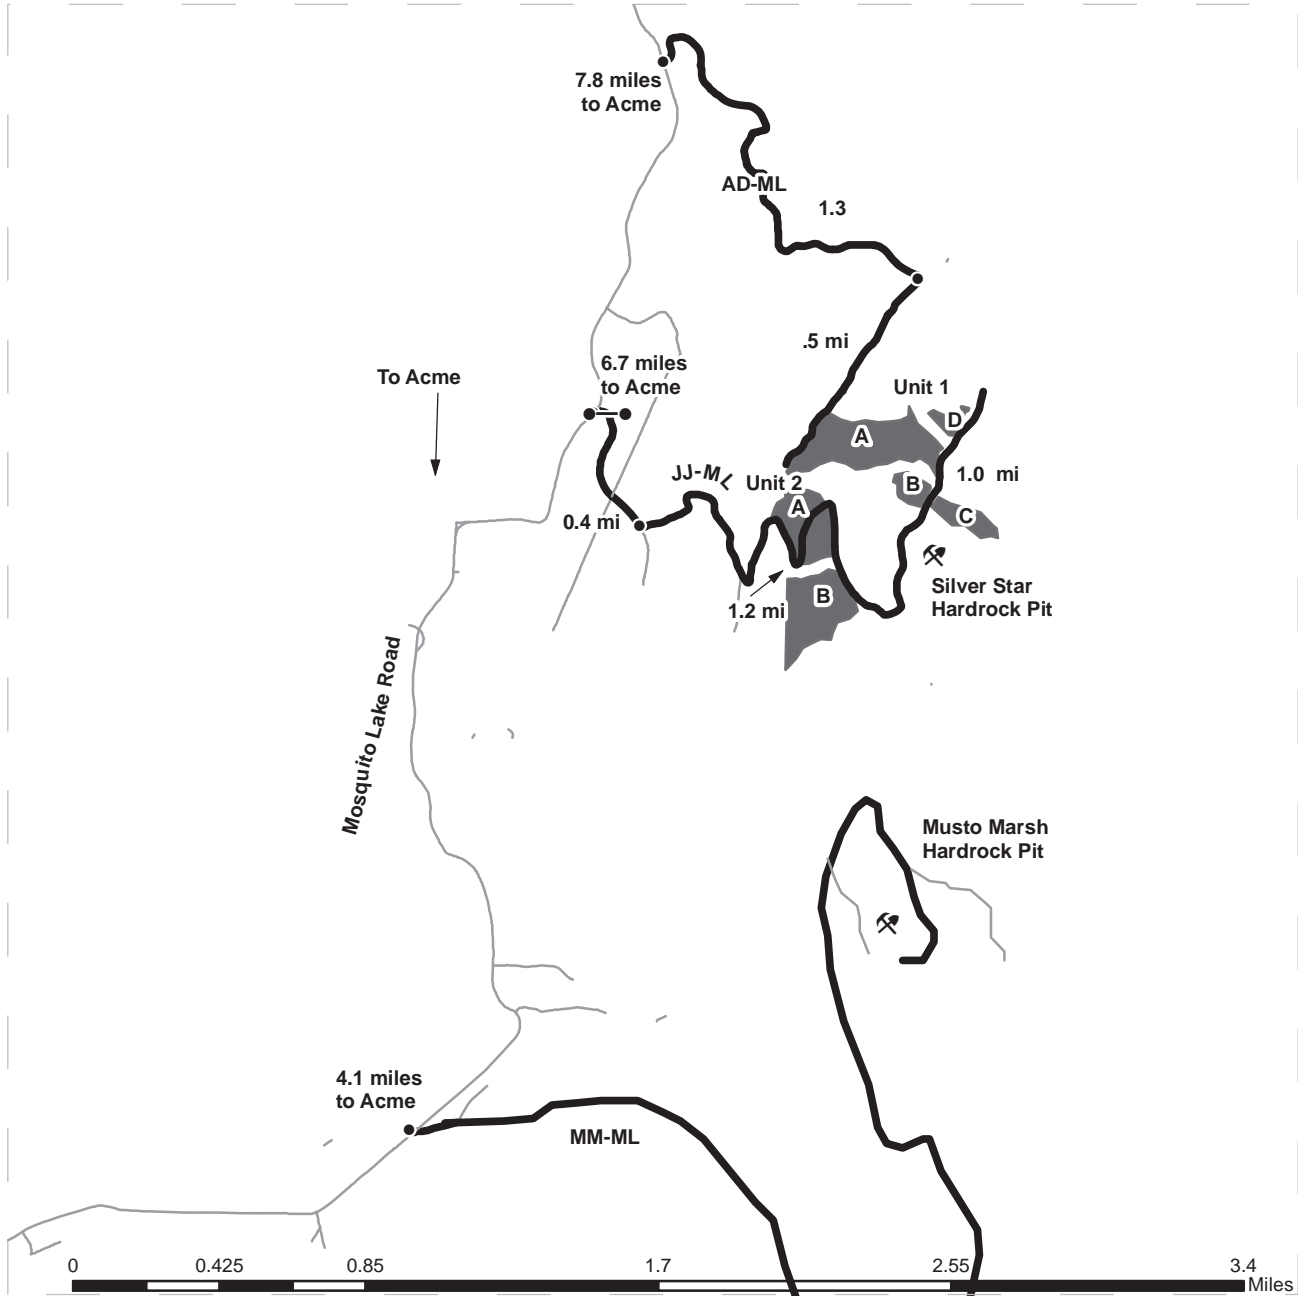 7.8 miles
to Acme
AD-ML
1.3
.5 mi
6.7 miles
to Acme
To Acme
Unit 1
D
A
JJ-ML
Unit 2
1.0 mi
B
A
C
0.4 mi
Silver Star
Hardrock Pit
B
1.2 mi
Mosquito Lake Road
Musto Marsh
Hardrock Pit
4.1 miles
to Acme
MM-ML
0 0.425 0.85 1.7 2.55 3.4
Miles